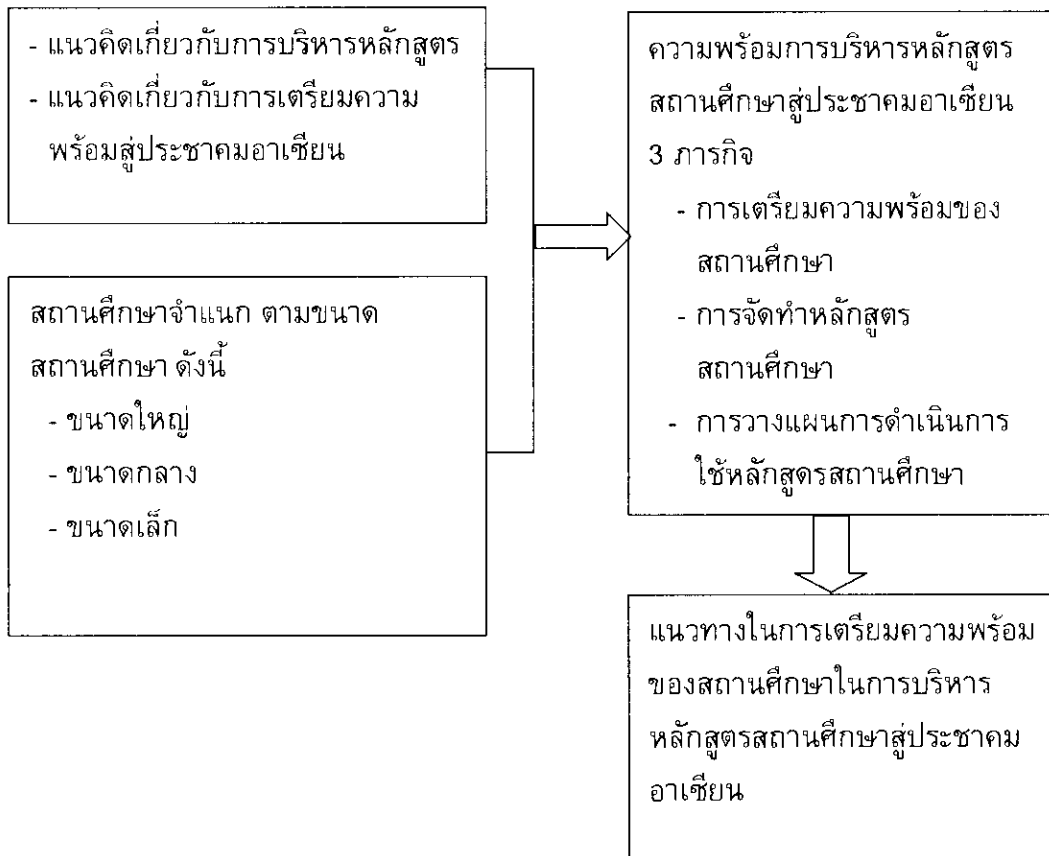 - แนวคิดเกี่ยวกับการบริหารหลักสูตร
- แนวคิดเกี่ยวกับการเตรียมความ
พร้อมสู่ประชาคมอาเซียน
สถานศึกษาจำแนก ตามขนาด
สถานศึกษา ดังนี้
- ขนาดใหญ่
- ขนาดกลาง
- ขนาดเล็ก
ความพร้อมการบริหารหลักสูตร
สถานศึกษาสู่ประชาคมอาเซียน
3 ภารกิจ
- การเตรียมความพร้อมของ
สถานศึกษา
- การจัดทำหลักสูตร
สถานศึกษา
- การวางแผนการดำเนินการ
ใช้หลักสูตรสถานศึกษา
แนวทางในการเตรียมความพร้อม
ของสถานศึกษาในการบริหาร
หลักสูตรสถานศึกษาสู่ประชาคม
อาเซียน